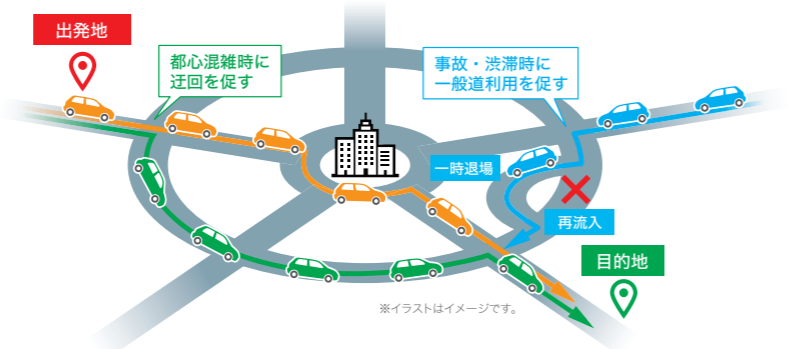 出発地
都心混雑時に
迂回を促す
事故・渋滞時に
一般道利用を促す
一時退場
再流入
目的地
※イラストはイメージです。